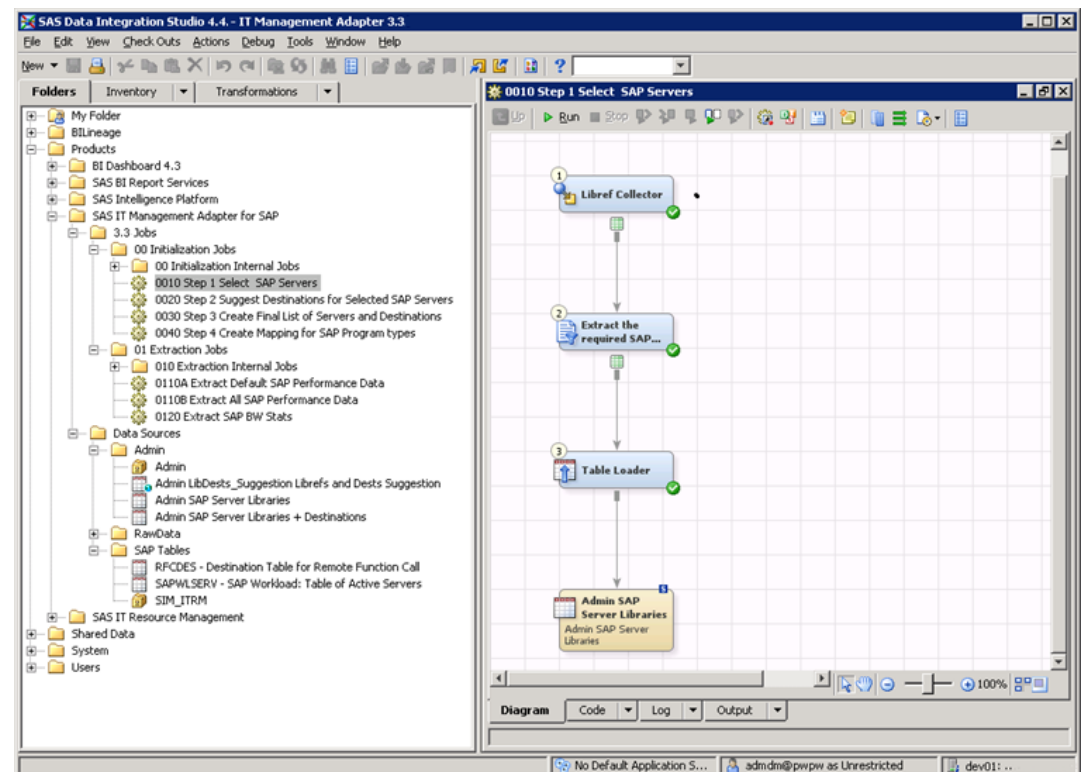 SAS Data Integration Studio 4.4. - IT Management Adapter 3.3
File Edit View Check Outs Actions Debug Tools Window Help
New
Folders Inventory Transformations
My Folder
BILineage
Products
BI Dashboard 4.3
SAS BI Report Services
SAS Intelligence Platform
SAS IT Management Adapter for SAP
3.3 Jobs
00 Initialization Jobs
00 Initialization Internal Jobs
0010 Step 1 Select SAP Servers
0020 Step 2 Suggest Destinations for Selected SAP Servers
0030 Step 3 Create Final List of Servers and Destinations
0040 Step 4 Create Mapping for SAP Program types
01 Extraction Jobs
010 Extraction Internal Jobs
0110A Extract Default SAP Performance Data
0110B Extract All SAP Performance Data
0120 Extract SAP BW Stats
Data Sources
Admin
Admin
Admin LibDests_Suggestion Librefs and Dests Suggestion
Admin SAP Server Libraries
Admin SAP Server Libraries + Destinations
RawData
SAP Tables
RFCDES - Destination Table for Remote Function Call
SAPWLSERV - SAP Workload: Table of Active Servers
SIM_ITRM
SAS IT Resource Management
Shared Data
System
Users
0010 Step 1 Select SAP Servers
Up Run Stop
1
Libref Collector
2
Extract the
required SAP...
3
Table Loader
Admin SAP
Server Libraries
Admin SAP Server
Libraries
100%
Diagram Code Log Output
No Default Application S... admdm@pwpw as Unrestricted dev01: ..